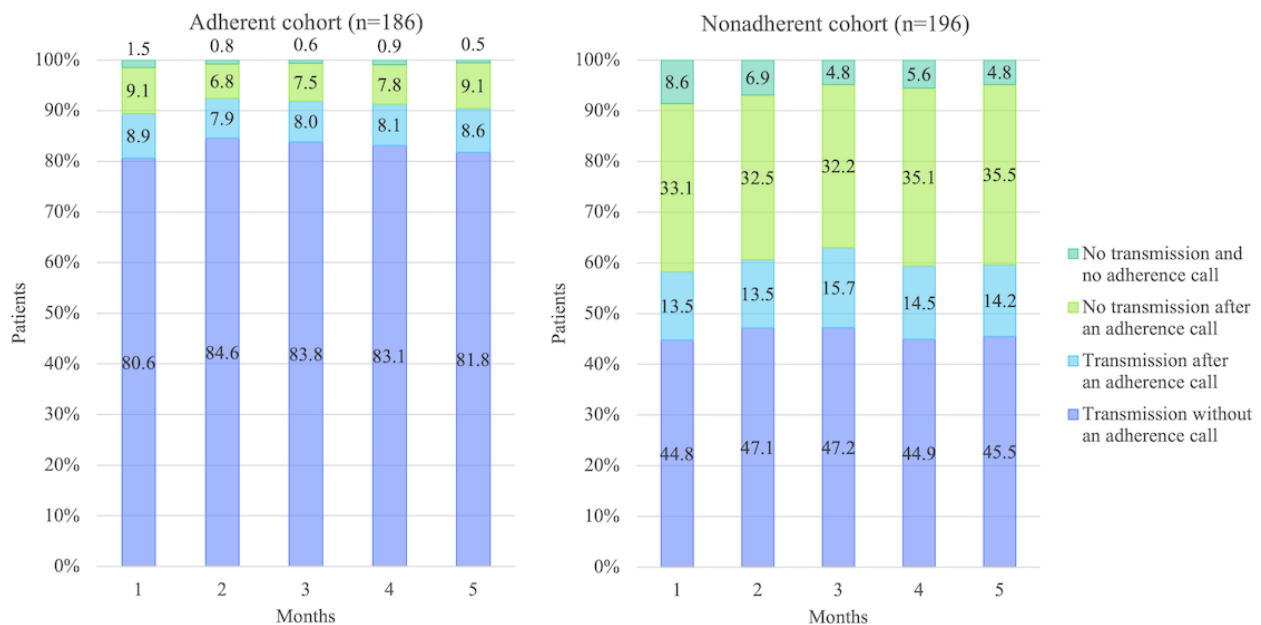 Adherent cohort (n=186)
1.5 0.8 0.6 0.9 0.5
100%
90%
80%
70%
60%
50%
40%
30%
20%
10%
0%
Patients
9.1 6.8 7.5 7.8 9.1
8.9 7.9 8.0 8.1 8.6
80.6 84.6 83.8 83.1 81.8
1 2 3 4 5
Months
Nonadherent cohort (n=196)
100%
90%
80%
70%
60%
50%
40%
30%
20%
10%
0%
Patients
8.6 6.9 4.8 5.6 4.8
33.1 32.5 32.2 35.1 35.5
13.5 13.5 15.7 14.5 14.2
44.8 47.1 47.2 44.9 45.5
1 2 3 4 5
Months
No transmission and
no adherence call
No transmission after
an adherence call
Transmission after
an adherence call
Transmission without
an adherence call